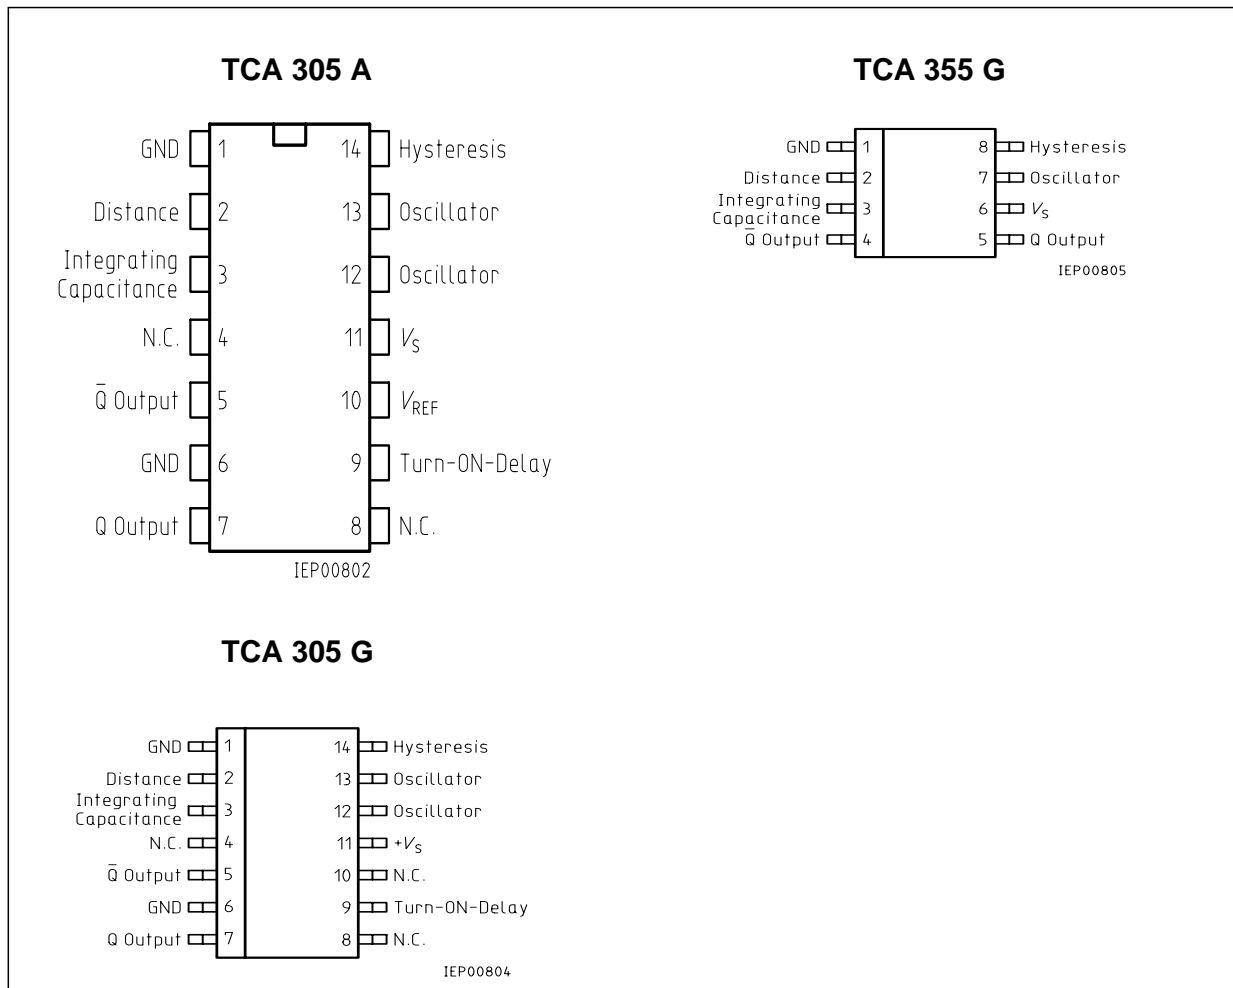 TCA 305 A
GND 1 14 Hysteresis
Distance 2 13 Oscillator
Integrating
Capacitance 3 12 Oscillator
N.C. 4 11 VS
Q̅ Output 5 10 VREF
GND 6 9 Turn-ON-Delay
Q Output 7 8 N.C.
IEP00802
TCA 355 G
GND 1 8 Hysteresis
Distance 2 7 Oscillator
Integrating
Capacitance 3 6 VS
Q̅ Output 4 5 Q Output
IEP00805
TCA 305 G
GND 1 14 Hysteresis
Distance 2 13 Oscillator
Integrating
Capacitance 3 12 Oscillator
N.C. 4 11 +VS
Q̅ Output 5 10 N.C.
GND 6 9 Turn-ON-Delay
Q Output 7 8 N.C.
IEP00804